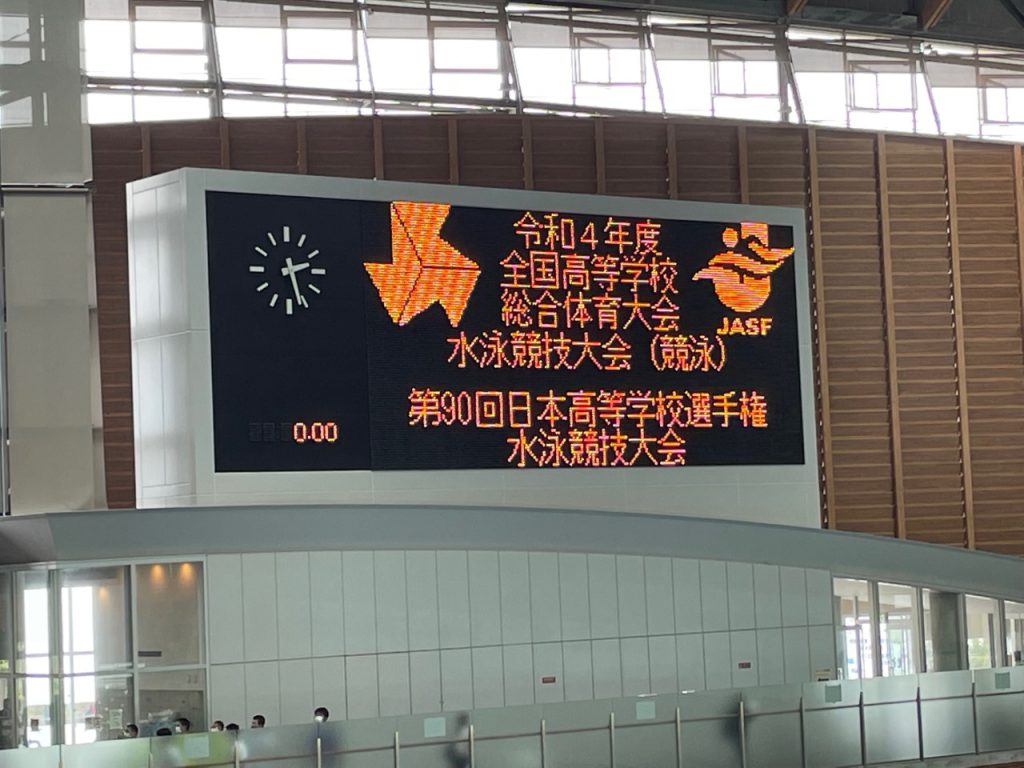 令和4年度
全国高等学校
総合体育大会
水泳競技大会（競泳）
JASF
第90回日本高等学校選手権
水泳競技大会
0.00